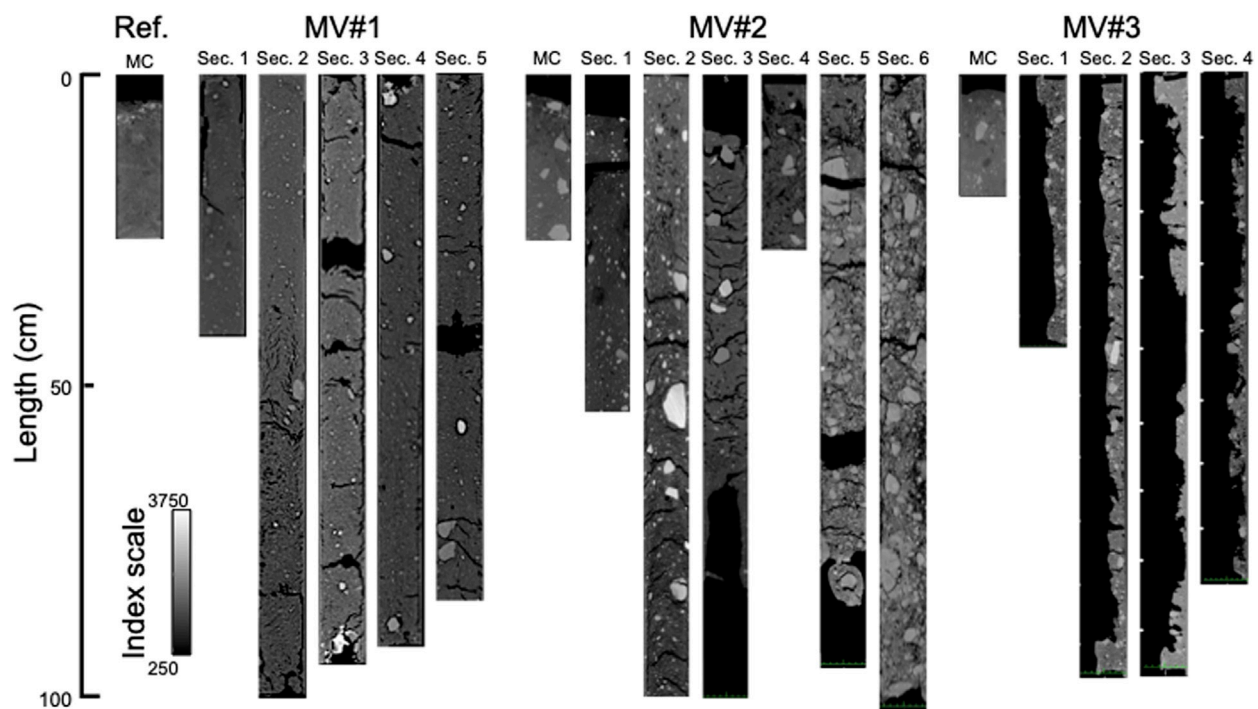 Ref. MV#1 MV#2 MV#3
MC Sec. 1 Sec. 2 Sec. 3 Sec. 4 Sec. 5 MC Sec. 1 Sec. 2 Sec. 3 Sec. 4 Sec. 5 Sec. 6 MC Sec. 1 Sec. 2 Sec. 3 Sec. 4
0
50
100
Length (cm)
Index scale
3750
250